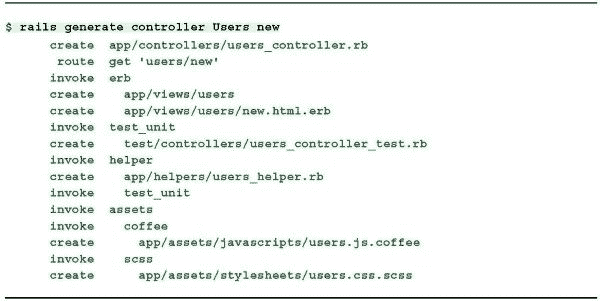 $ rails generate controller Users new
create app/controllers/users_controller.rb
route get 'users/new'
invoke erb
create app/views/users
create app/views/users/new.html.erb
invoke test_unit
create test/controllers/users_controller_test.rb
invoke helper
create app/helpers/users_helper.rb
invoke test_unit
invoke assets
invoke coffee
create app/assets/javascripts/users.js.coffee
invoke scss
create app/assets/stylesheets/users.css.scss